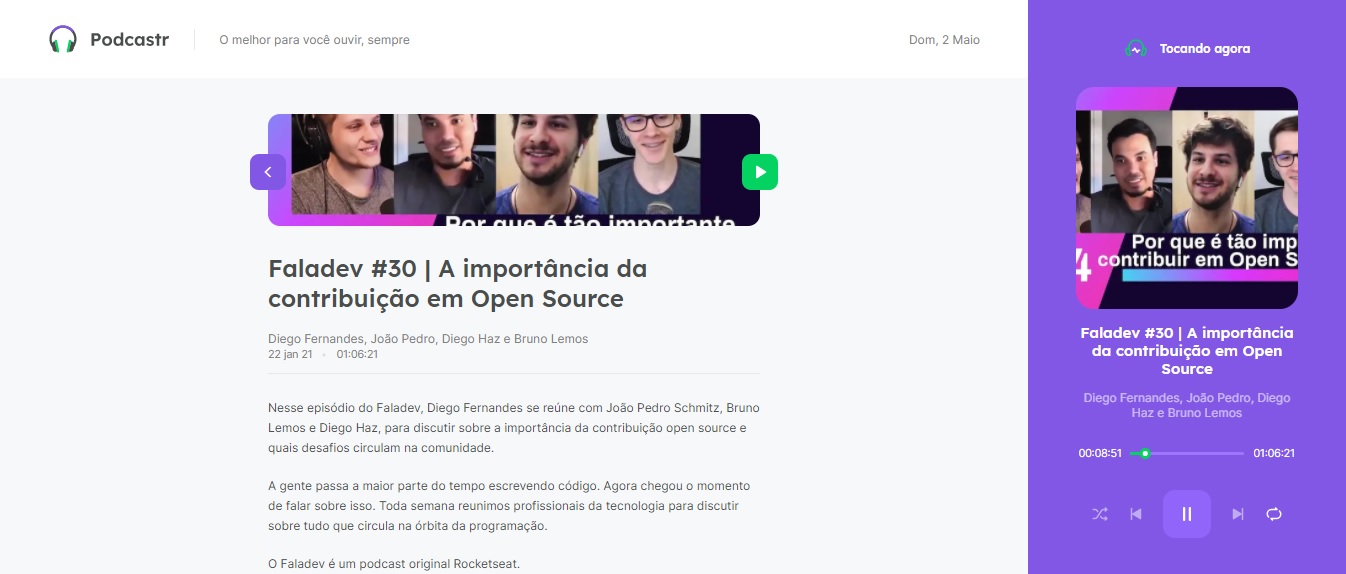 Podcastr
O melhor para você ouvir, sempre
Dom, 2 Maio
Por que é tão importante
Faladev #30 | A importância da
contribuição em Open Source
Diego Fernandes, João Pedro, Diego Haz e Bruno Lemos
22 jan 21 • 01:06:21
Nesse episódio do Faladev, Diego Fernandes se reúne com João Pedro Schmitz, Bruno
Lemos e Diego Haz, para discutir sobre a importância da contribuição open source e
quais desafios circulam na comunidade.
A gente passa a maior parte do tempo escrevendo código. Agora chegou o momento
de falar sobre isso. Toda semana reunimos profissionais da tecnologia para discutir
sobre tudo que circula na órbita da programação.
O Faladev é um podcast original Rocketseat.
Tocando agora
Por que é tão imp
4 contribuir em Open S
Faladev #30 | A importância
da contribuição em Open
Source
Diego Fernandes, João Pedro, Diego
Haz e Bruno Lemos
00:08:51
01:06:21